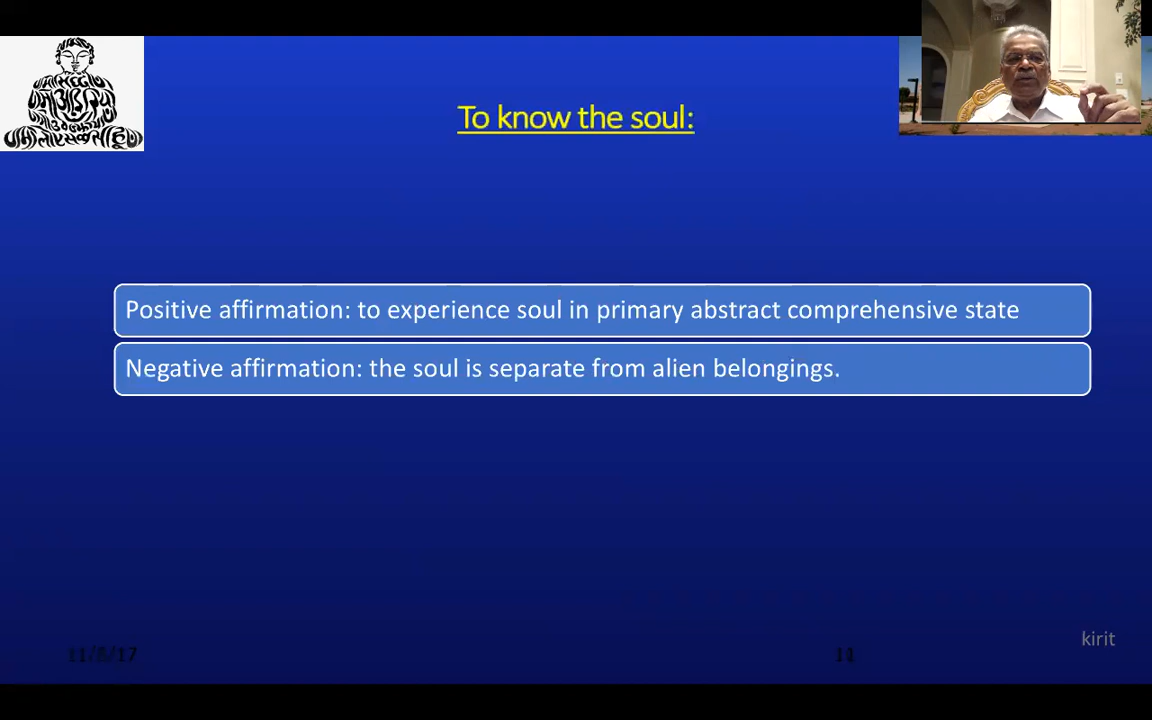 To know the soul:
Positive affirmation: to experience soul in primary abstract comprehensive state
Negative affirmation: the soul is separate from alien belongings.
kirit